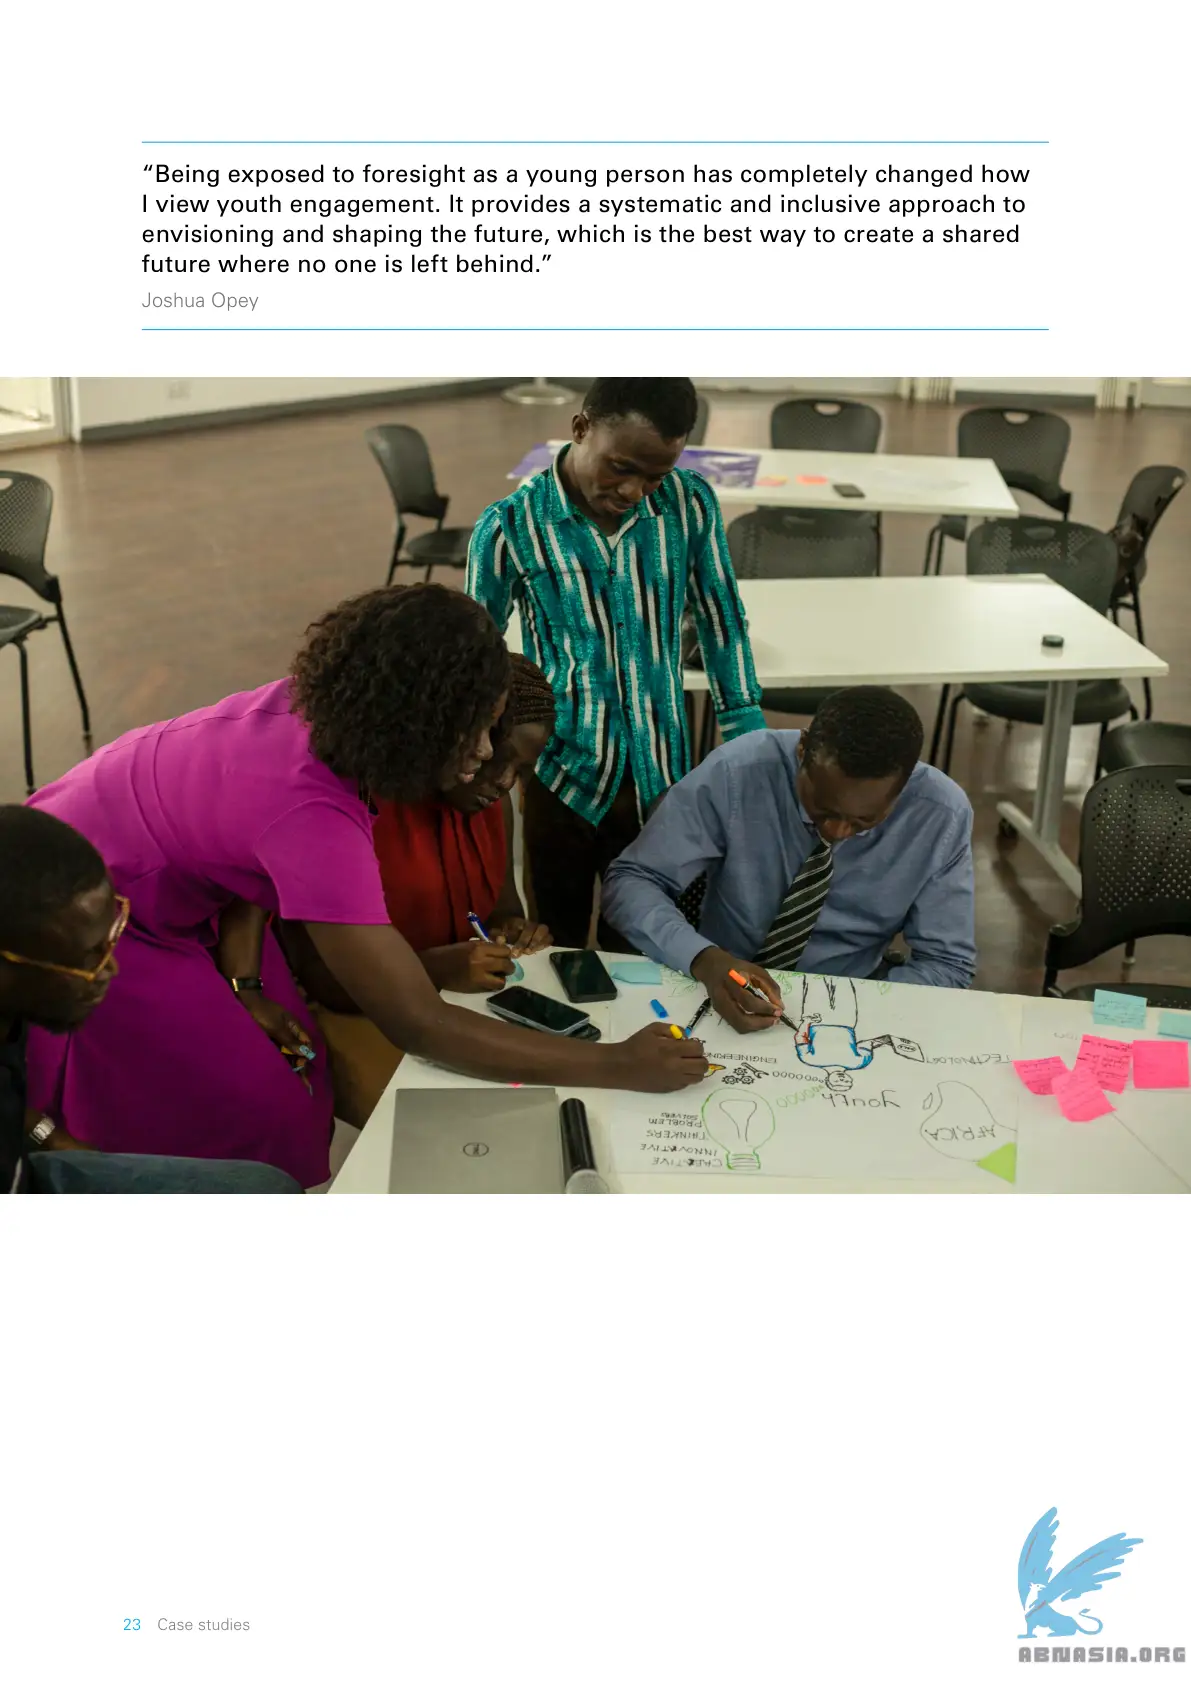 “Being exposed to foresight as a young person has completely changed how
I view youth engagement. It provides a systematic and inclusive approach to
envisioning and shaping the future, which is the best way to create a shared
future where no one is left behind.”
Joshua Opey
TECHNOLOGY
ENGINEERING
Youth
AFRICA
PROBLEM
SOLVERS
THINKERS
INNOVATIVE
CREATIVE
23 Case studies
ABNASIA.ORG